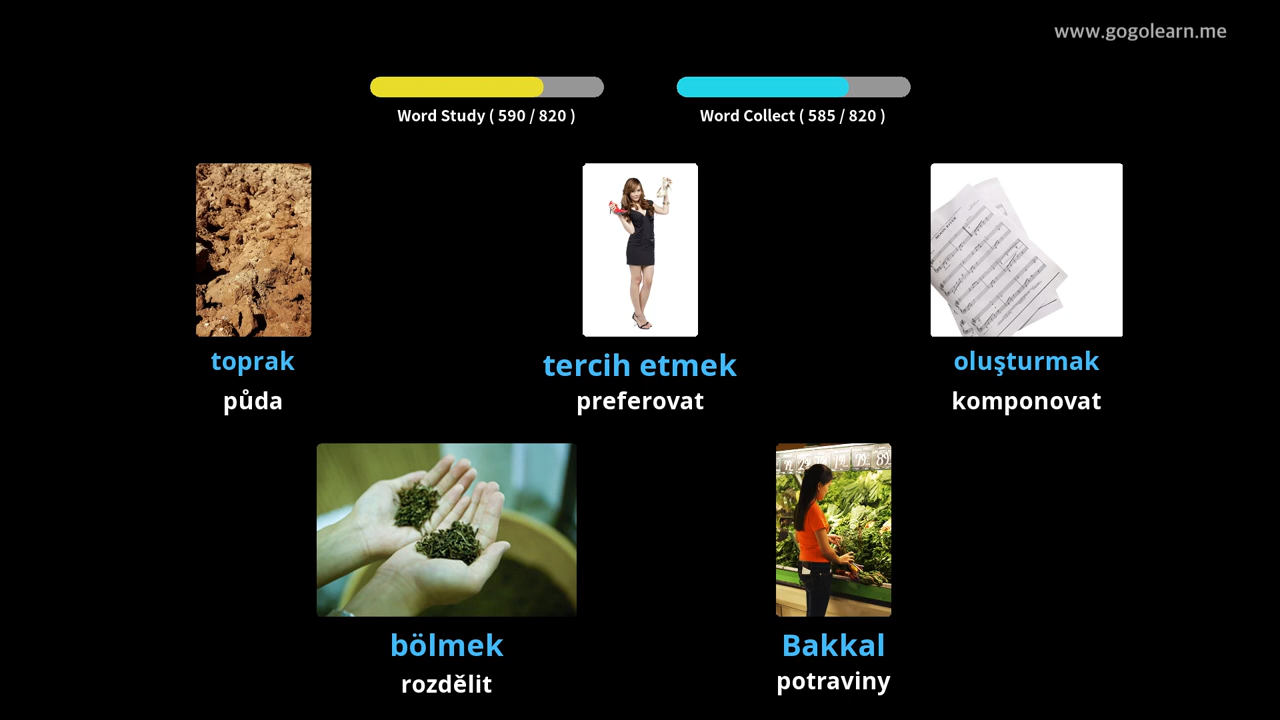 www.gogolearn.me
Word Study ( 590 / 820 )
Word Collect ( 585 / 820 )
toprak
půda
tercih etmek
preferovat
oluşturmak
komponovat
bölmek
rozdělit
Bakkal
potraviny